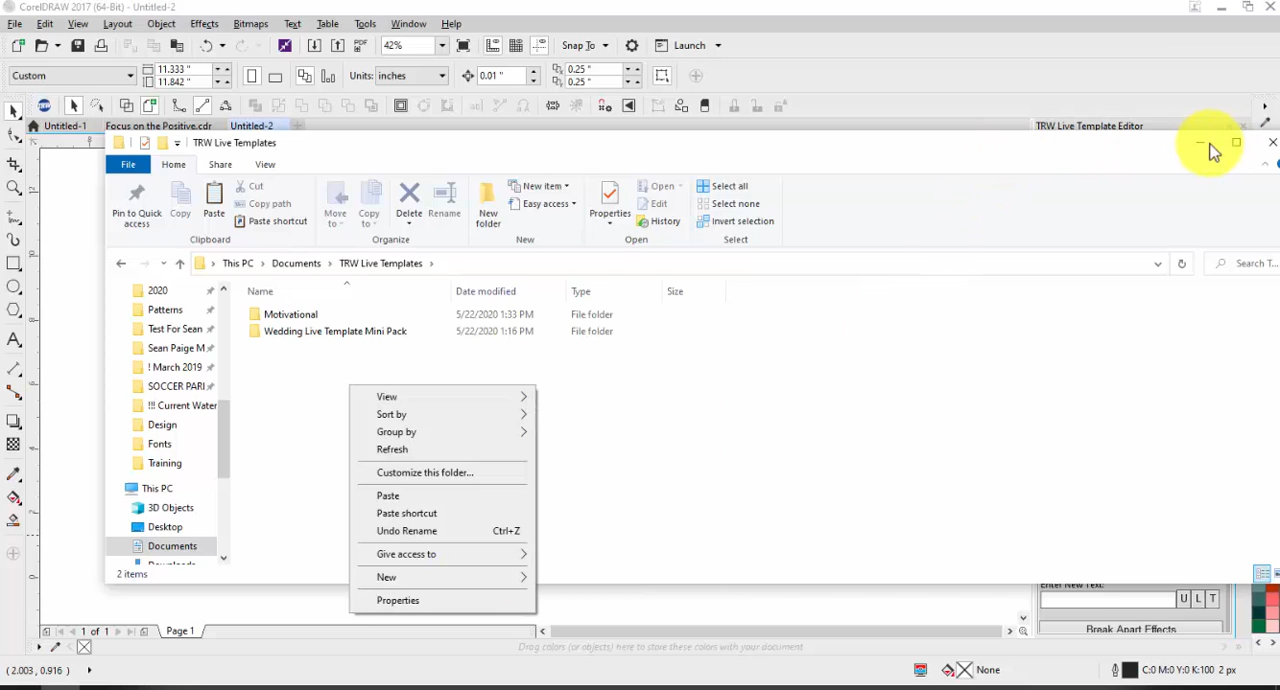 CorelDRAW 2017 (64-Bit) - Untitled-2
File Edit View Layout Object Effects Bitmaps Text Table Tools Window Help
PDF 42% Snap To Launch
Custom 11.333 " 11.842 " Units: inches 0.01 " 0.25 " 0.25 "
Untitled-1 Focus on the Positive.cdr Untitled-2 TRW Live Template Editor
TRW Live Templates
File Home Share View
Pin to Quick access Copy Paste Cut Copy path Paste shortcut Move to Copy to Delete Rename New folder New item Easy access Properties Open Edit History Select all Select none Invert selection
Clipboard Organize New Open Select
This PC Documents TRW Live Templates Search T...
2020 Name Date modified Type Size
Patterns Motivational 5/22/2020 1:33 PM File folder
Test For Sean Wedding Live Template Mini Pack 5/22/2020 1:16 PM File folder
Sean Paige M
! March 2019
SOCCER PARI
!!! Current Water
Design
Fonts
Training
This PC
3D Objects
Desktop
Documents
View
Sort by
Group by
Refresh
Customize this folder...
Paste
Paste shortcut
Undo Rename Ctrl+Z
Give access to
New
Properties
2 items
Enter New Text:
U L T
Break Apart Effects
1 of 1 Page 1
Drag colors (or objects) here to store these colors with your document
(2.003, 0.916) None C:0 M:0 Y:0 K:100 2 px